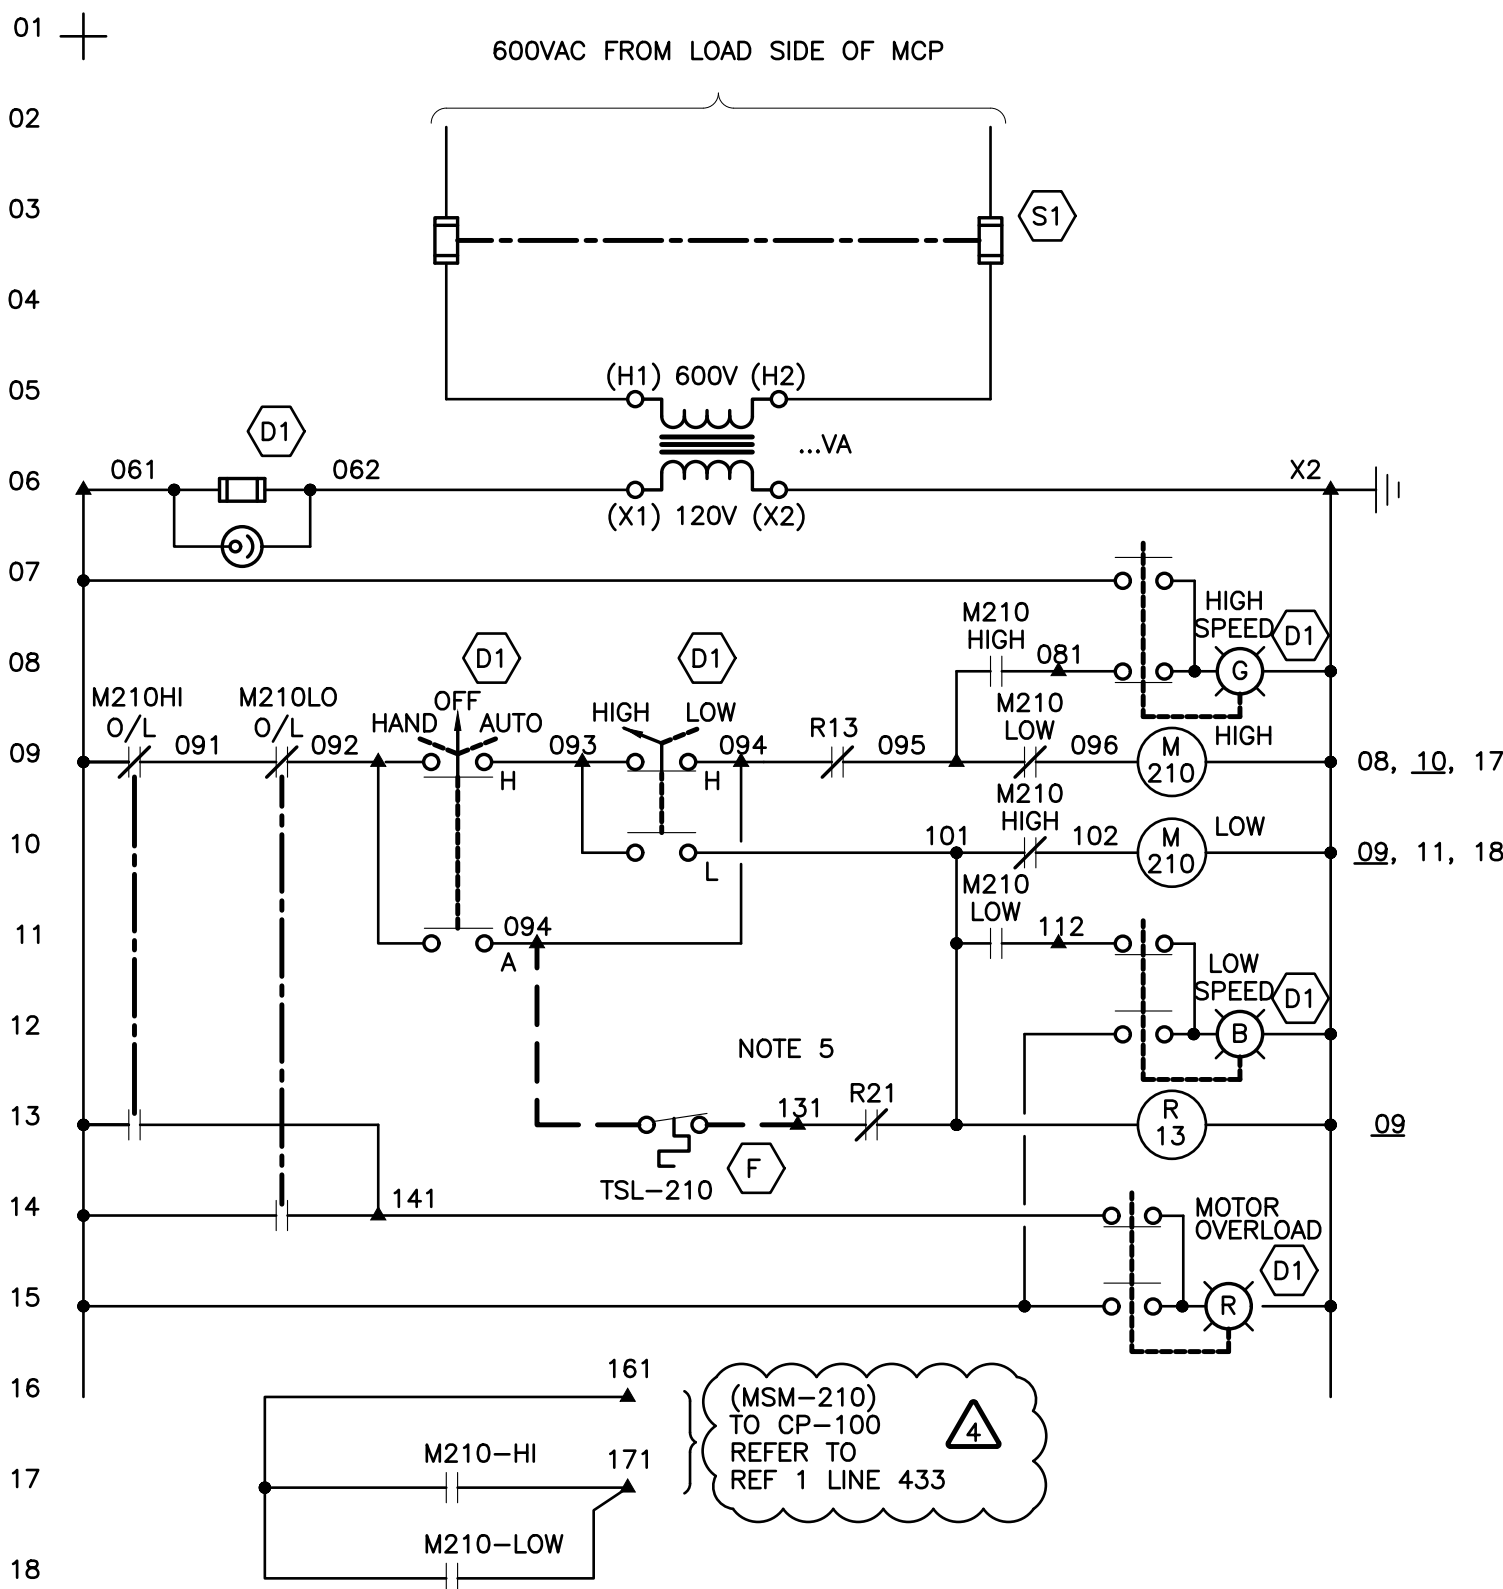 01
600VAC FROM LOAD SIDE OF MCP
02
03
S1
04
(H1) 600V (H2)
05
D1
...VA
061
062
X2
06
(X1) 120V (X2)
07
HIGH
SPEED
D1
M210
HIGH
081
08
D1
D1
G
M210HI
O/L
M210LO
O/L
OFF
HAND
AUTO
HIGH
LOW
R13
M210
LOW
HIGH
09
091
092
093
094
095
096
M
210
08, 10, 17
H
H
M210
HIGH
10
101
102
M
210
LOW
09, 11, 18
L
M210
LOW
11
094
112
A
LOW
SPEED
D1
12
B
NOTE 5
13
131
R21
R
13
09
F
TSL-210
14
141
MOTOR
OVERLOAD
D1
15
R
16
161
(MSM-210)
TO CP-100
REFER TO
REF 1 LINE 433
4
M210-HI
171
17
M210-LOW
18